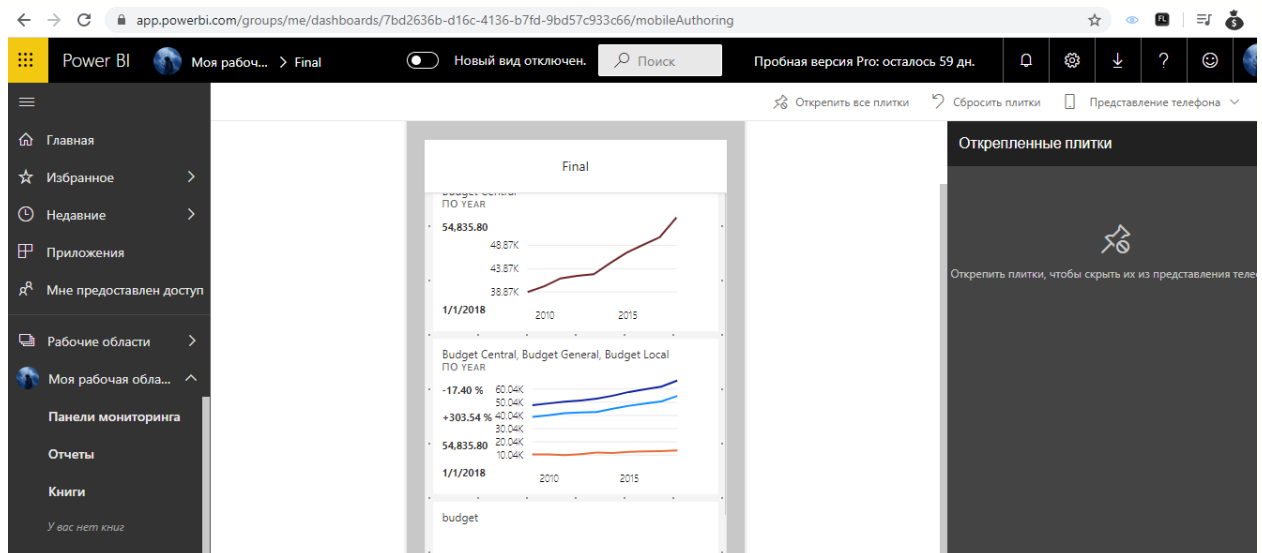 app.powerbi.com/groups/me/dashboards/7bd2636b-d16c-4136-b7fd-9bd57c933c66/mobileAuthoring
FL
Power BI
Моя рабоч... > Final
Новый вид отключен.
Поиск
Пробная версия Pro: осталось 59 дн.
Открепить все плитки
Сбросить плитки
Представление телефона
Главная
Избранное
Недавние
Приложения
Мне предоставлен доступ
Рабочие области
Моя рабочая обла...
Панели мониторинга
Отчеты
Книги
У вас нет книг
Final
Budget Central
ПО YEAR
54,835.80
48.87K
43.87K
38.87K
1/1/2018
2010
2015
Budget Central, Budget General, Budget Local
ПО YEAR
-17.40 %
+303.54 %
54,835.80
1/1/2018
60.04K
50.04K
40.04K
30.04K
20.04K
10.04K
2010
2015
budget
Открепленные плитки
Открепить плитки, чтобы скрыть их из представления теле